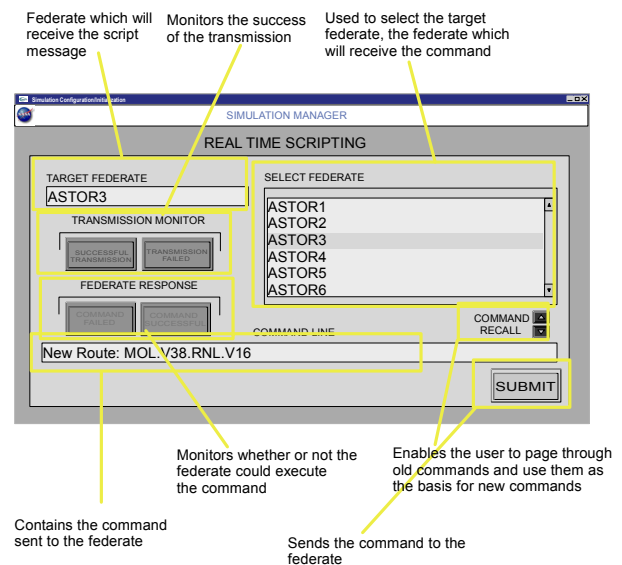 Federate which will
receive the script
message
Monitors the success
of the transmission
Used to select the target
federate, the federate which
will receive the command
Simulation Configuration/Initialization
NASA
SIMULATION MANAGER
REAL TIME SCRIPTING
TARGET FEDERATE
ASTOR3
SELECT FEDERATE
ASTOR1
ASTOR2
ASTOR3
ASTOR4
ASTOR5
ASTOR6
TRANSMISSION MONITOR
SUCCESSFUL
TRANSMISSION
TRANSMISSION
FAILED
FEDERATE RESPONSE
COMMAND
FAILED
COMMAND
SUCCESSFUL
COMMAND LINE
COMMAND
RECALL
New Route: MOL.V38.RNL.V16
SUBMIT
Monitors whether or not the
federate could execute
the command
Enables the user to page through
old commands and use them as
the basis for new commands
Contains the command
sent to the federate
Sends the command to the
federate